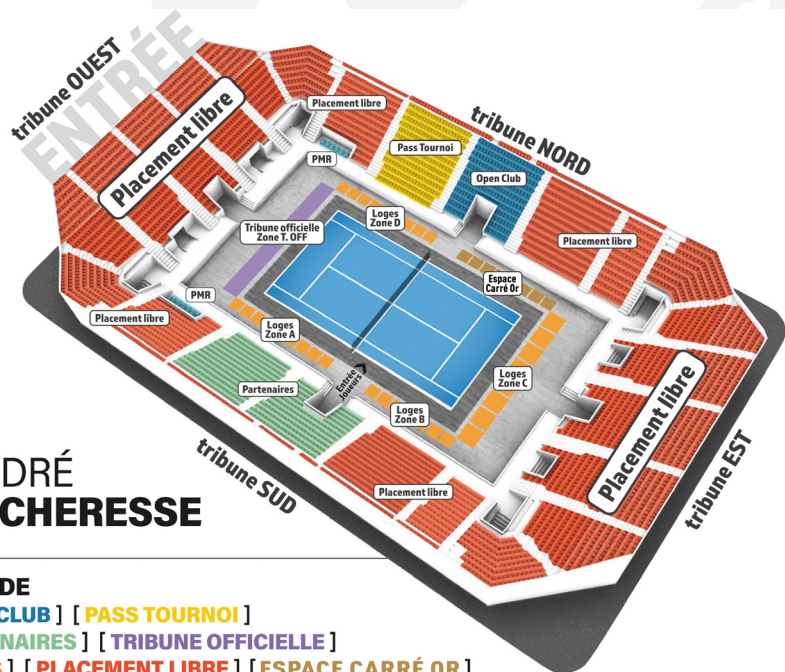 tribune OUEST
ENTRÉE
Placement libre
Placement libre
tribune NORD
Pass Tournoi
PMR
Open Club
Loges
Zone D
Tribune officielle
Zone T. OFF
Placement libre
Espace
Carré Or
PMR
Placement libre
Loges
Zone A
Entrée
Joueurs
Loges
Zone C
Partenaires
Loges
Zone B
Placement libre
tribune EST
tribune SUD
Placement libre
DRÉ
CHERESSE
DE
CLUB ] [ PASS TOURNOI ]
NAIRES ] [ TRIBUNE OFFICIELLE ]
S ] [ PLACEMENT LIBRE ] [ ESPACE CARRÉ OR ]